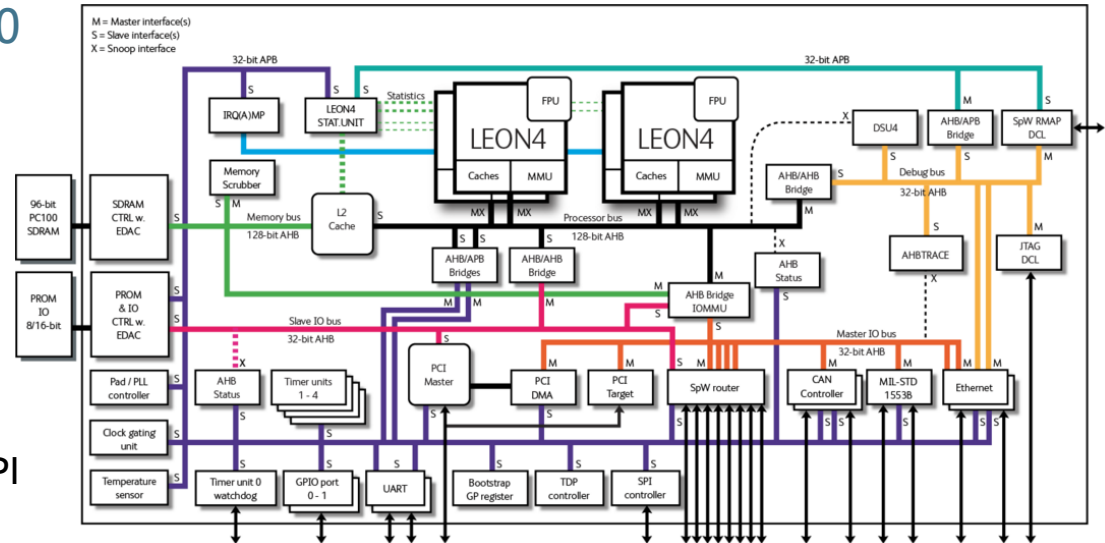 0
M = Master interface(s)
S = Slave interface(s)
X = Snoop interface
32-bit APB
32-bit APB
S
S
S
Statistics
M
S
IRQ(A)MP
LEON4
STAT.UNIT
FPU
LEON4
Caches
MMU
FPU
LEON4
Caches
MMU
X
DSU4
AHB/APB
Bridge
SpW RMAP
DCL
S
S
M
Memory
Scrubber
S
M
AHB/AHB
Bridge
S
M
Debug bus
32-bit AHB
96-bit
PC100
SDRAM
SDRAM
CTRL w.
EDAC
S
Memory bus
128-bit AHB
L2
Cache
S
MX
MX
Processor bus
128-bit AHB
MX
MX
S
S
S
AHB/APB
Bridges
AHB/AHB
Bridge
M
M
M
X
AHB
Status
S
S
AHBTRACE
X
M
JTAG
DCL
PROM
IO
8/16-bit
PROM
& IO
CTRL w.
EDAC
S
S
M
M
S
AHB Bridge
IOMMU
S
Slave IO bus
32-bit AHB
Master IO bus
32-bit AHB
X
S
M
M
S
M
M
M
M
M
Pad / PLL
controller
S
AHB
Status
S
Timer units
1 - 4
S
PCI
Master
S
PCI
DMA
S
PCI
Target
SpW router
S
CAN
Controller
S
S
MIL-STD
1553B
S
Ethernet
S
S
Clock gating
unit
S
PI
Temperature
sensor
S
S
S
S
S
S
S
Timer unit 0
watchdog
GPIO port
0 - 1
UART
Bootstrap
GP register
TDP
controller
SPI
controller